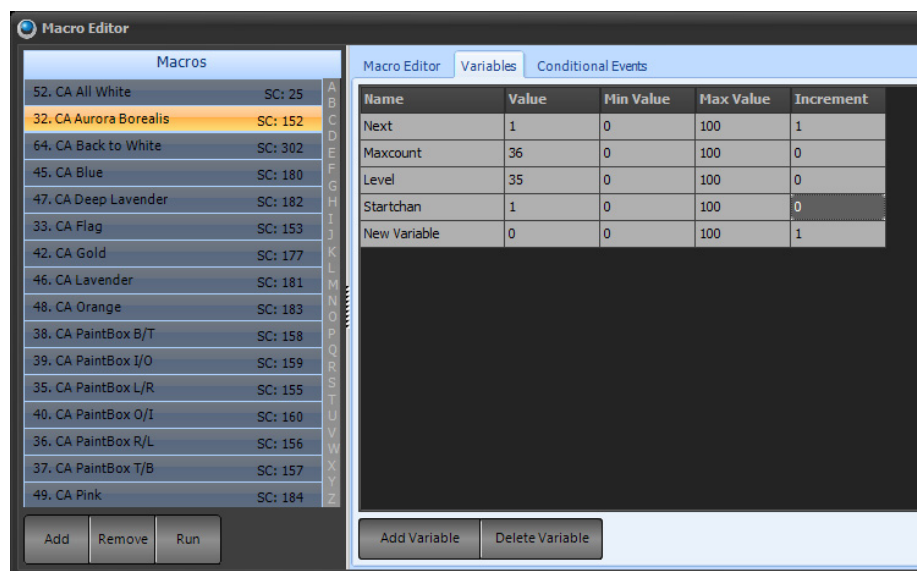 Macro Editor
Macros
52. CA All White SC: 25
32. CA Aurora Borealis SC: 152
64. CA Back to White SC: 302
45. CA Blue SC: 180
47. CA Deep Lavender SC: 182
33. CA Flag SC: 153
42. CA Gold SC: 177
46. CA Lavender SC: 181
48. CA Orange SC: 183
38. CA PaintBox B/T SC: 158
39. CA PaintBox I/O SC: 159
35. CA PaintBox L/R SC: 155
40. CA PaintBox O/I SC: 160
36. CA PaintBox R/L SC: 156
37. CA PaintBox T/B SC: 157
49. CA Pink SC: 184
A
B
C
D
E
F
G
H
I
J
K
L
M
N
O
P
Q
R
S
T
U
V
W
X
Y
Z
Add Remove Run
Macro Editor Variables Conditional Events
Name Value Min Value Max Value Increment
Next 1 0 100 1
Maxcount 36 0 100 0
Level 35 0 100 0
Startchan 1 0 100 0
New Variable 0 0 100 1
Add Variable Delete Variable